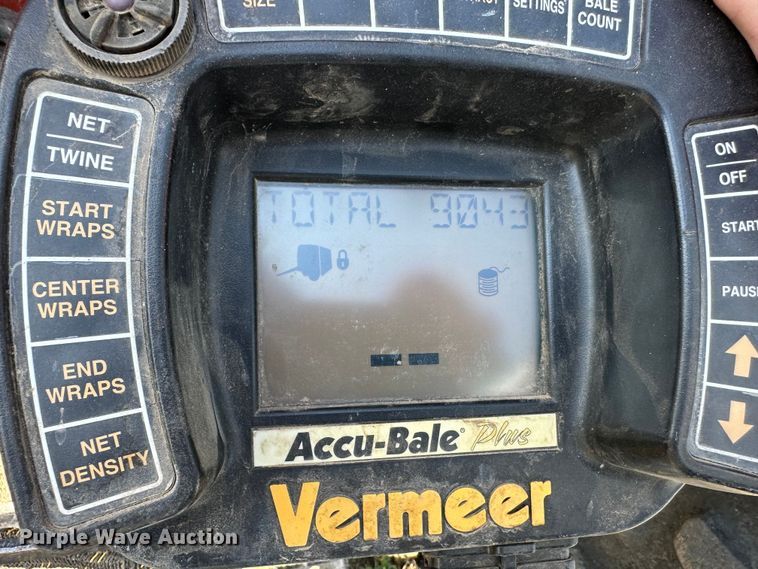 SIZE
SETTINGS
BALE
COUNT
NET
TWINE
START
WRAPS
CENTER
WRAPS
END
WRAPS
NET
DENSITY
TOTAL 9043
ON
OFF
START
Accu-Bale® Plus
Vermeer
Purple Wave Auction®